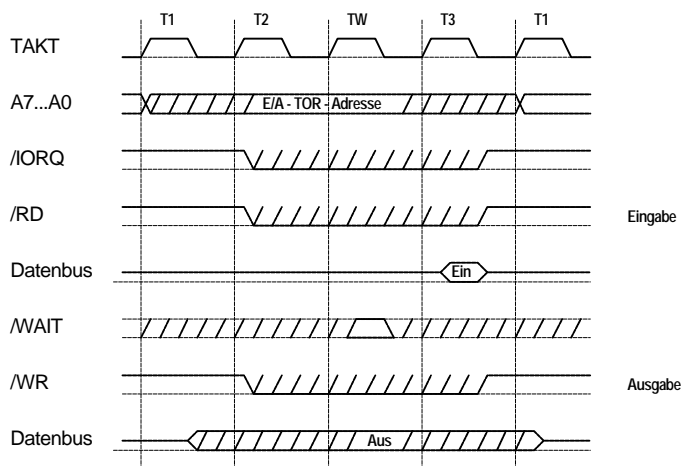 T1 T2 TW T3 T1
TAKT
A7...A0 E/A - TOR - Adresse
/IORQ
/RD Eingabe
Datenbus Ein
/WAIT
/WR Ausgabe
Datenbus Aus